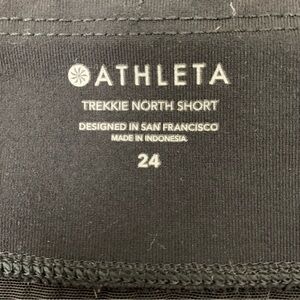 ATHLETA
TREKKIE NORTH SHORT
DESIGNED IN SAN FRANCISCO
MADE IN INDONESIA
24